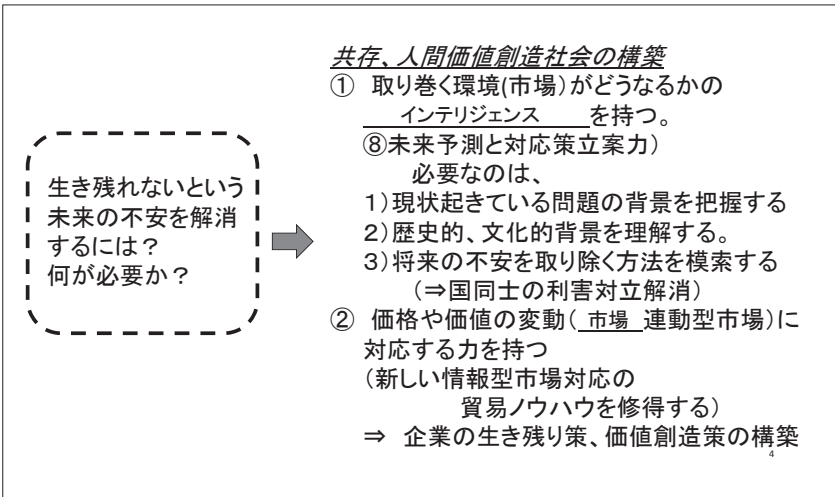 生き残れないという
未来の不安を解消
するには？
何が必要か？
共存、人間価値創造社会の構築
① 取り巻く環境(市場）がどうなるかの
インテリジェンス を持つ。
⑧未来予測と対応策立案力）
必要なのは、
１）現状起きている問題の背景を把握する
２）歴史的、文化的背景を理解する。
３）将来の不安を取り除く方法を模索する
（⇒国同士の利害対立解消）
② 価格や価値の変動（ 市場 連動型市場）に
対応する力を持つ
（新しい情報型市場対応の
貿易ノウハウを修得する）
⇒ 企業の生き残り策、価値創造策の構築
4